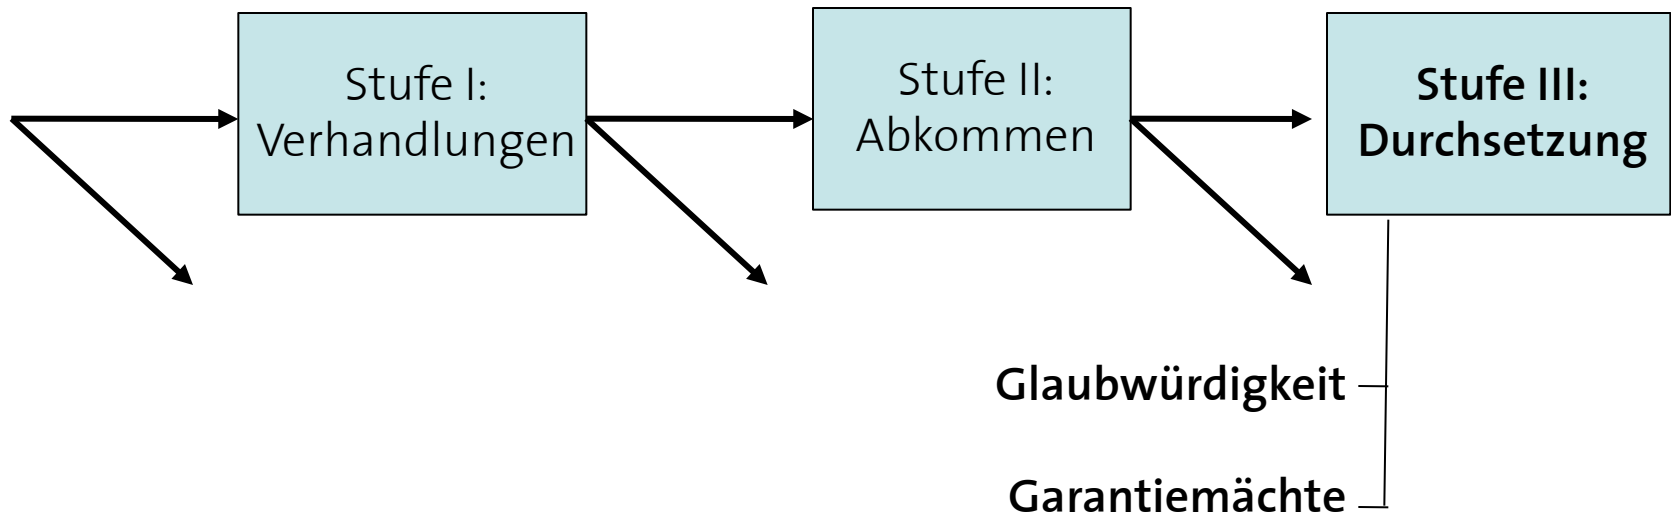 Stufe I:
Verhandlungen
Stufe II:
Abkommen
Stufe III:
Durchsetzung
Glaubwürdigkeit
Garantiemächte